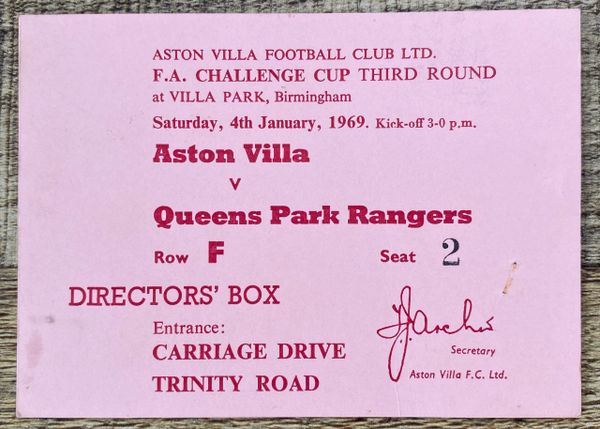 ASTON VILLA FOOTBALL CLUB LTD.
F.A. CHALLENGE CUP THIRD ROUND
at VILLA PARK, Birmingham
Saturday, 4th January, 1969. Kick-off 3-0 p.m.
Aston Villa
v
Queens Park Rangers
Row F Seat 2
DIRECTORS' BOX
Entrance:
CARRIAGE DRIVE
TRINITY ROAD
Archer
Secretary
Aston Villa F.C. Ltd.